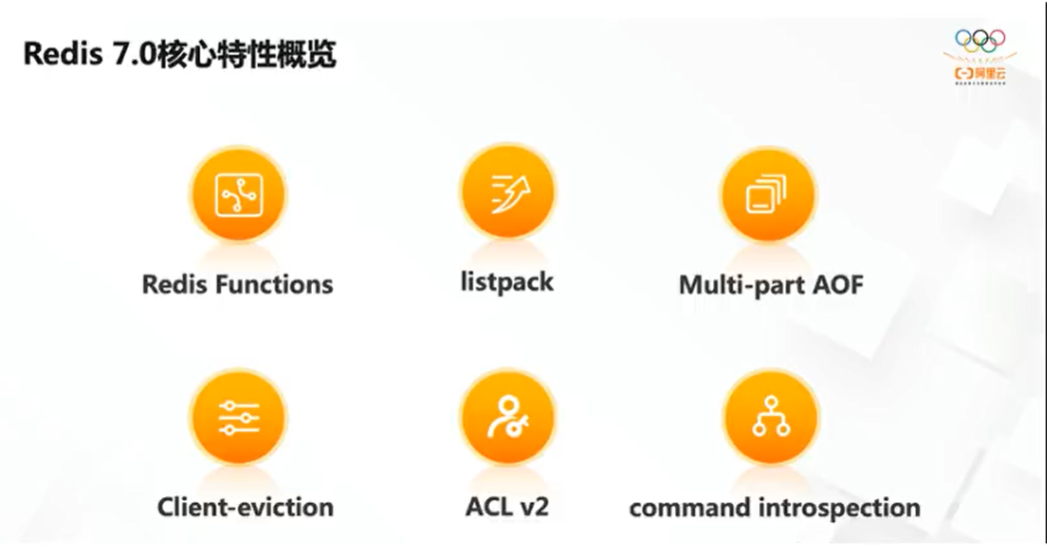 Redis 7.0核心特性概览
阿里云
Redis Functions
listpack
Multi-part AOF
Client-eviction
ACL v2
command introspection